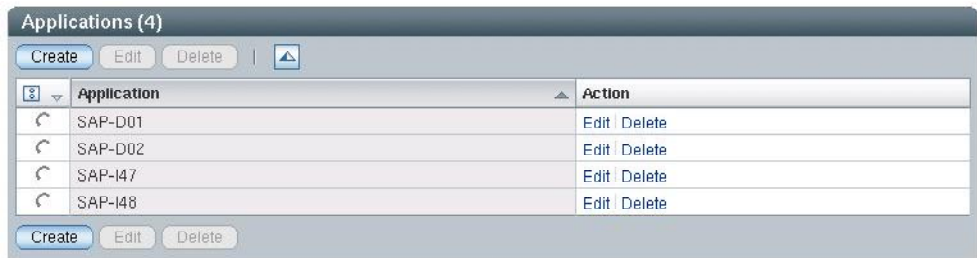 Applications (4)
Create Edit Delete
Application Action
SAP-D01 Edit Delete
SAP-D02 Edit Delete
SAP-I47 Edit Delete
SAP-I48 Edit Delete
Create Edit Delete